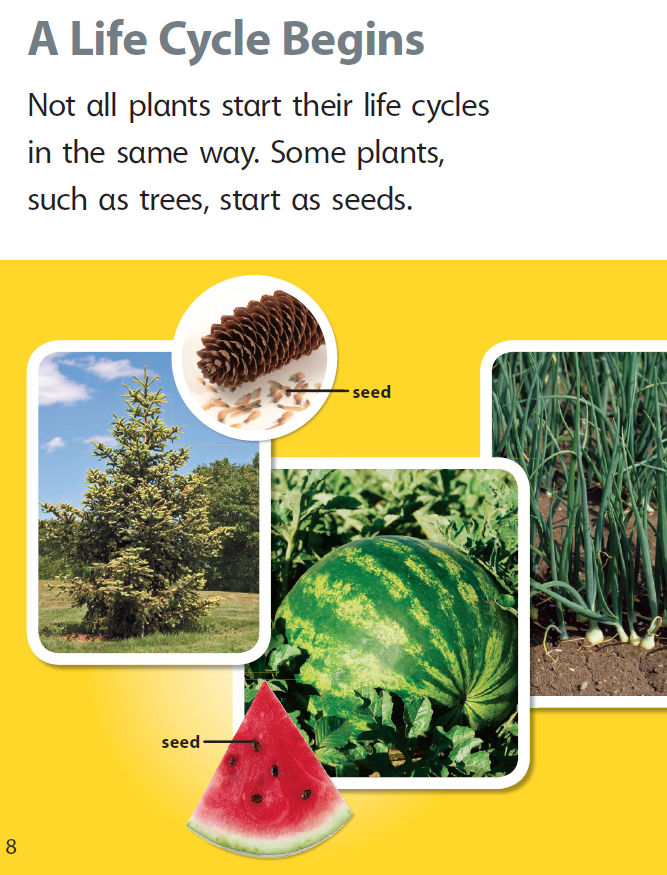 A Life Cycle Begins
Not all plants start their life cycles
in the same way. Some plants,
such as trees, start as seeds.
seed
seed
8